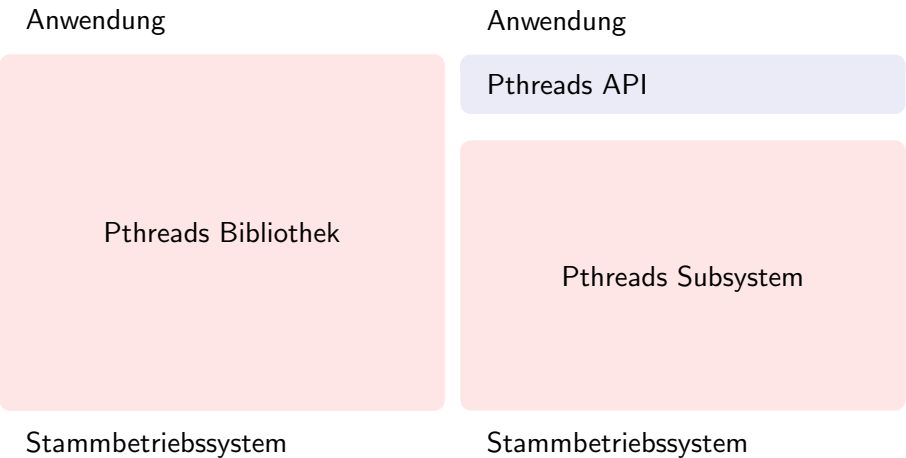 Anwendung
Pthreads Bibliothek
Stammbetriebssystem
Anwendung
Pthreads API
Pthreads Subsystem
Stammbetriebssystem